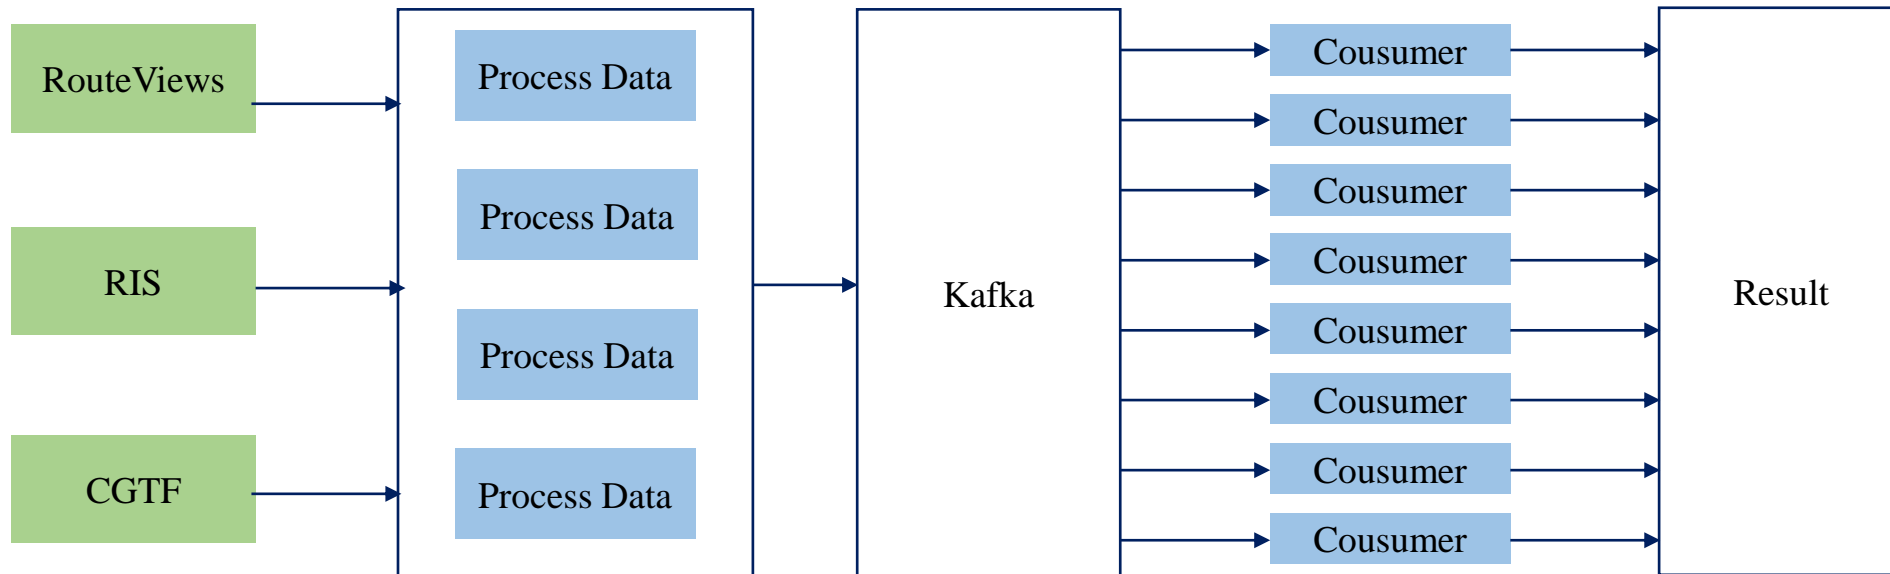 RouteViews
RIS
CGTF
Process Data
Process Data
Process Data
Process Data
Kafka
Cousumer
Cousumer
Cousumer
Cousumer
Cousumer
Cousumer
Cousumer
Cousumer
Result